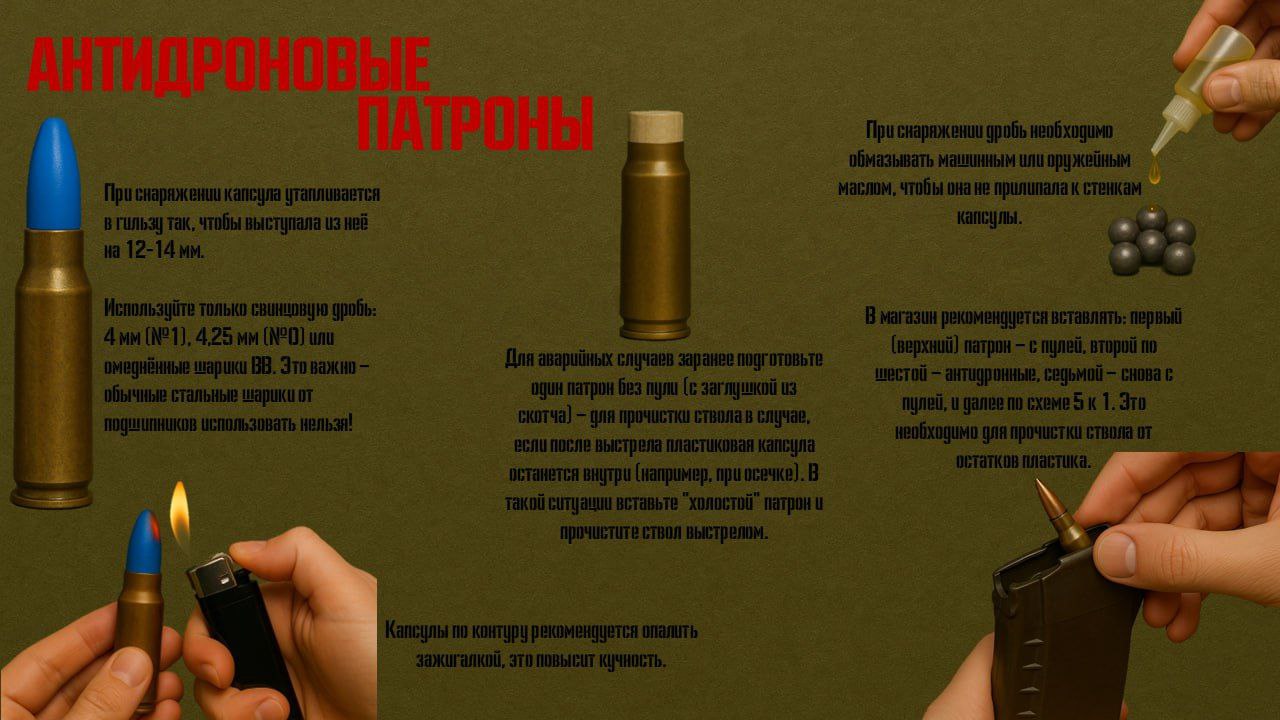 АНТИДРОНОВЫЕ
ПАТРОНЫ
При снаряжении капсула утапливается
в гильзу так, чтобы выступала из неё
на 12-14 мм.
Используйте только свинцовую дробь:
4 мм (№1), 4,25 мм (№0) или
омеднённые шарики ВВ. Это важно –
обычные стальные шарики от
подшипников использовать нельзя!
Для аварийных случаев заранее подготовьте
один патрон без пули (с заглушкой из
скотча) – для прочистки ствола в случае,
если после выстрела пластиковая капсула
останется внутри (например, при осечке). В
такой ситуации вставьте "холостой" патрон и
прочистите ствол выстрелом.
Капсулы по контуру рекомендуется опалить
зажигалкой, это повысит кучность.
При снаряжении дробь необходимо
обмазывать машинным или оружейным
маслом, чтобы она не прилипала к стенкам
капсулы.
В магазин рекомендуется вставлять: первый
(верхний) патрон – с пулей, второй по
шестой – антидронные, седьмой – снова с
пулей, и далее по схеме 5 к 1. Это
необходимо для прочистки ствола от
остатков пластика.